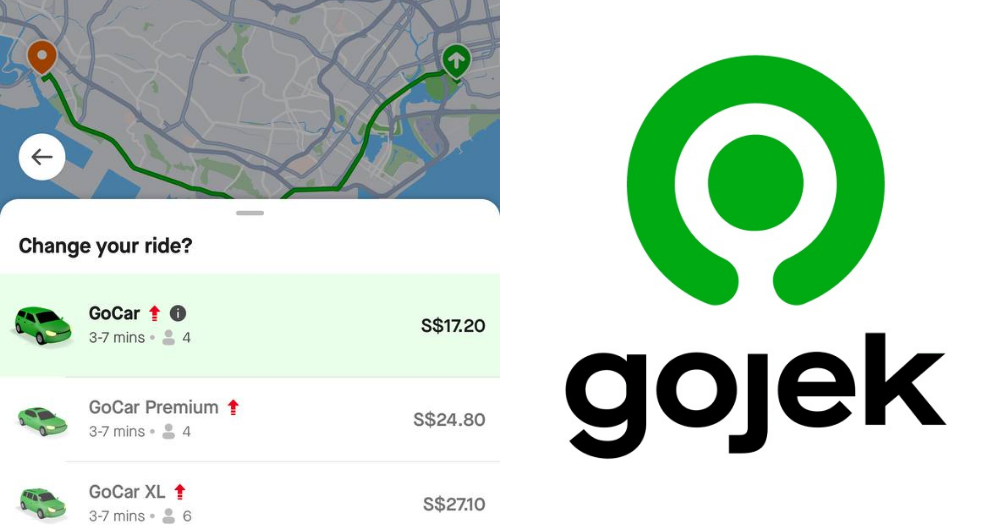 Change your ride?
GoCar
S$17.20
3-7 mins • 4
GoCar Premium
S$24.80
3-7 mins • 4
GoCar XL
S$27.10
3-7 mins • 6
gojek